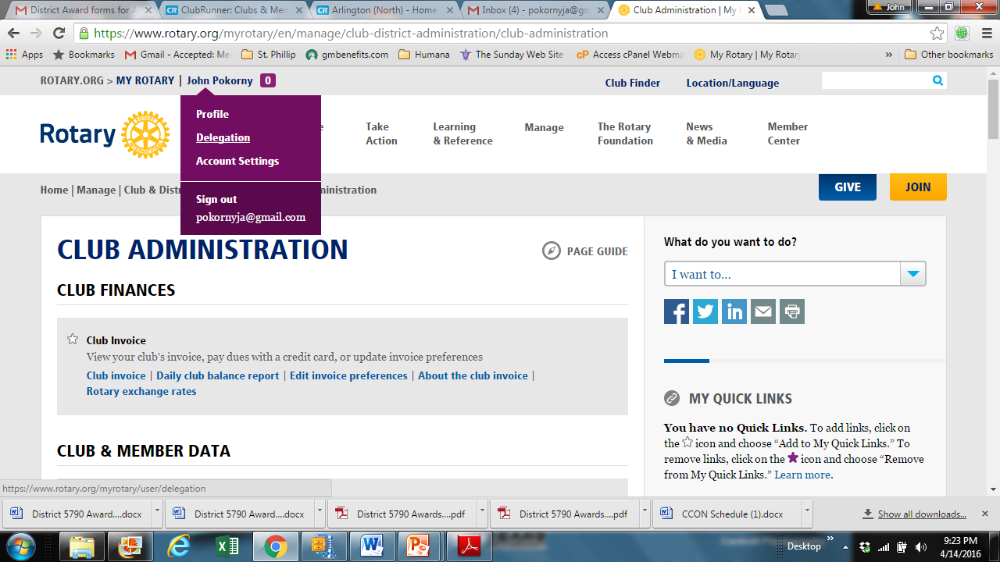 District Award forms for A
ClubRunner: Clubs & Mem
Arlington (North) - Home
Inbox (4) - pokornyja@gm
Club Administration | My
John
https://www.rotary.org/myrotary/en/manage/club-district-administration/club-administration
Apps
Bookmarks
Gmail - Accepted: Me
St. Phillip
gmbenefits.com
Humana
The Sunday Web Site
Access cPanel Webma
My Rotary | My Rotary
»
Other bookmarks
ROTARY.ORG > MY ROTARY | John Pokorny 0
Club Finder
Location/Language
Profile
Delegation
Account Settings
Sign out
pokornyja@gmail.com
Rotary
Take Action
Learning & Reference
Manage
The Rotary Foundation
News & Media
Member Center
Home | Manage | Club & Distr
ministration
GIVE
JOIN
CLUB ADMINISTRATION
PAGE GUIDE
CLUB FINANCES
Club Invoice
View your club's invoice, pay dues with a credit card, or update invoice preferences
Club invoice | Daily club balance report | Edit invoice preferences | About the club invoice |
Rotary exchange rates
CLUB & MEMBER DATA
What do you want to do?
I want to...
MY QUICK LINKS
You have no Quick Links. To add links, click on
the icon and choose “Add to My Quick Links.” To
remove links, click on the icon and choose “Remove
from My Quick Links.” Learn more.
https://www.rotary.org/myrotary/user/delegation
District 5790 Award....docx
District 5790 Award....docx
District 5790 Awards....pdf
District 5790 Awards....pdf
CCON Schedule (1).docx
Show all downloads...
Desktop
»
9:23 PM
4/14/2016